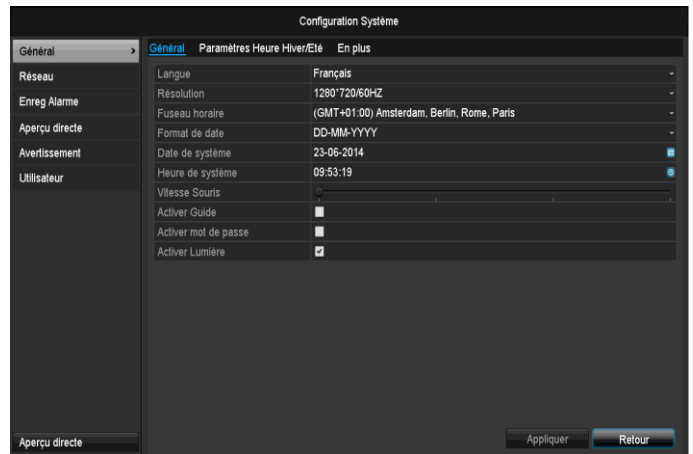 Configuration Système
Général
Réseau
Enreg Alarme
Aperçu directe
Avertissement
Utilisateur
Aperçu directe
Général Paramètres Heure Hiver/Eté En plus
Langue Français
Résolution 1280*720/60HZ
Fuseau horaire (GMT+01:00) Amsterdam, Berlin, Rome, Paris
Format de date DD-MM-YYYY
Date de système 23-06-2014
Heure de système 09:53:19
Vitesse Souris
Activer Guide
Activer mot de passe
Activer Lumière
Appliquer Retour